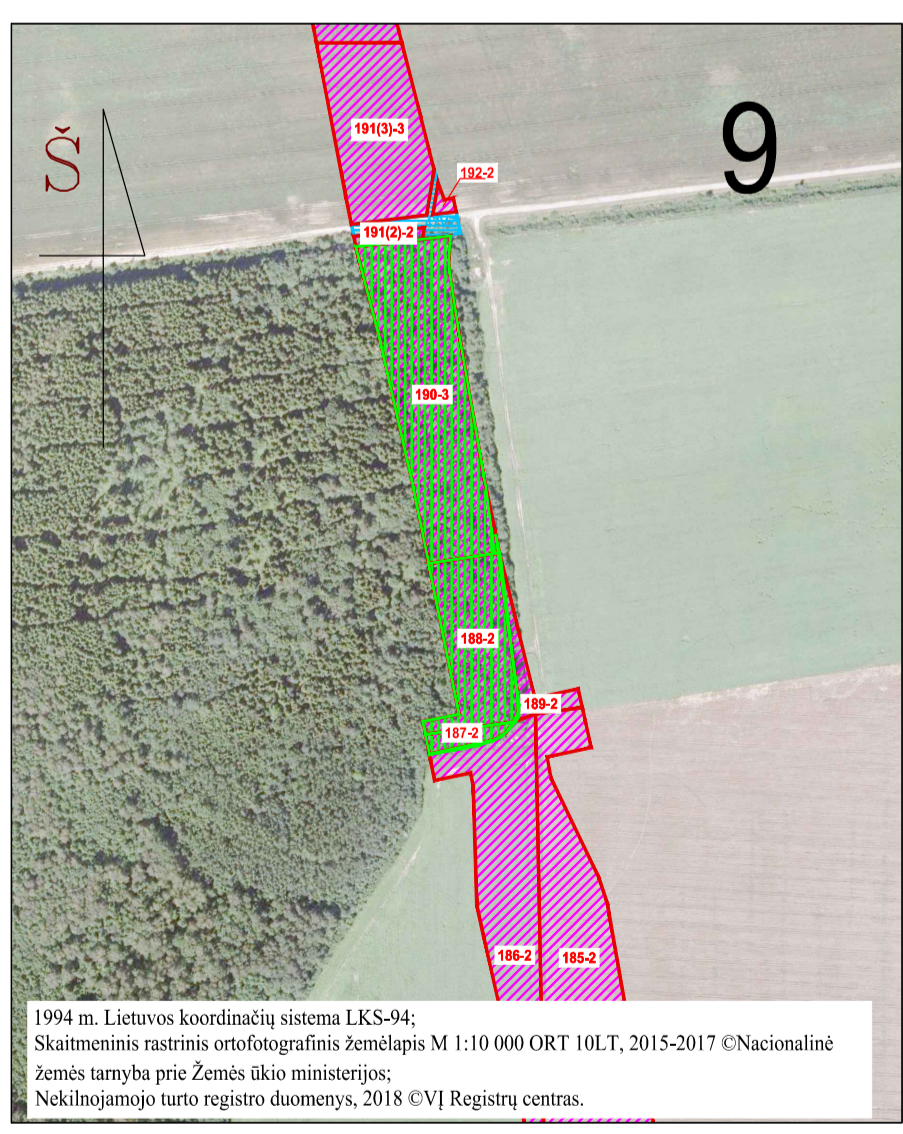 9
Š
191(3)-3
192-2
191(2)-2
190-3
188-2
189-2
187-2
186-2
185-2
1994 m. Lietuvos koordinačių sistema LKS-94;
Skaitmeninis rastrinis ortofotografinis žemėlapis M 1:10 000 ORT 10LT, 2015-2017 ©Nacionalinė
žemės tarnyba prie Žemės ūkio ministerijos;
Nekilnojamojo turto registro duomenys, 2018 ©VĮ Registrų centras.